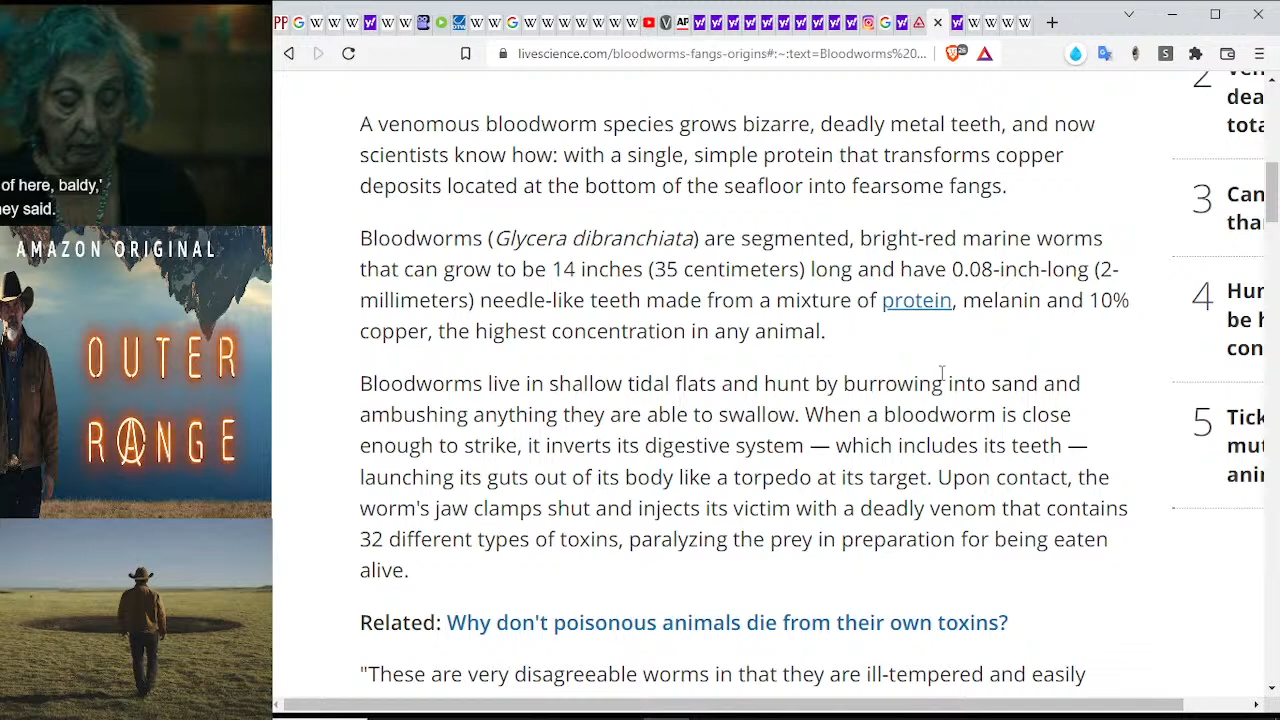 of here, baldy,'
ney said.
AMAZON ORIGINAL
OUTER
RANGE
livescience.com/bloodworms-fangs-origins#:~:text=Bloodworms%20...
26
A venomous bloodworm species grows bizarre, deadly metal teeth, and now
scientists know how: with a single, simple protein that transforms copper
deposits located at the bottom of the seafloor into fearsome fangs.
Bloodworms (Glycera dibranchiata) are segmented, bright-red marine worms
that can grow to be 14 inches (35 centimeters) long and have 0.08-inch-long (2-
millimeters) needle-like teeth made from a mixture of protein, melanin and 10%
copper, the highest concentration in any animal.
Bloodworms live in shallow tidal flats and hunt by burrowing into sand and
ambushing anything they are able to swallow. When a bloodworm is close
enough to strike, it inverts its digestive system — which includes its teeth —
launching its guts out of its body like a torpedo at its target. Upon contact, the
worm's jaw clamps shut and injects its victim with a deadly venom that contains
32 different types of toxins, paralyzing the prey in preparation for being eaten
alive.
Related: Why don't poisonous animals die from their own toxins?
"These are very disagreeable worms in that they are ill-tempered and easily
2
dea
tota
3
Can
tha
4
Hur
be h
con
5
Tick
mut
ani